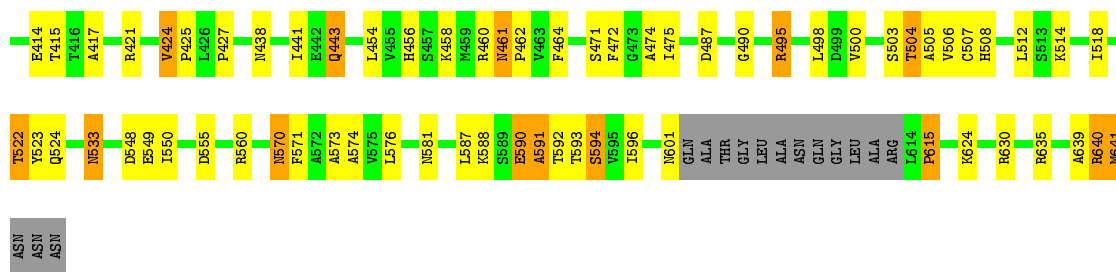 E414 T415 T416 A417 R421 V424 P425 L426 P427 N438 I441 E442 Q443 L454 V455 H456 S457 K458 M459 R460 N461 P462 V463 F464 S471 F472 G473 A474 I475 D487 G490 R495 L498 D499 V500 S503 T504 A505 V506 C507 H508 L512 S513 K514 I518
T522 Y523 Q524 N533 D548 E549 I550 D555 R560 N570 F571 A572 A573 A574 V575 L576 N581 L587 K588 S589 E590 A591 T592 T593 S594 V595 I596 N601 GLN ALA THR GLY LEU ALA ASN GLN GLY LEU ALA ARG L614 P615 K624 R630 R635 A639 R640 M641
ASN ASN ASN